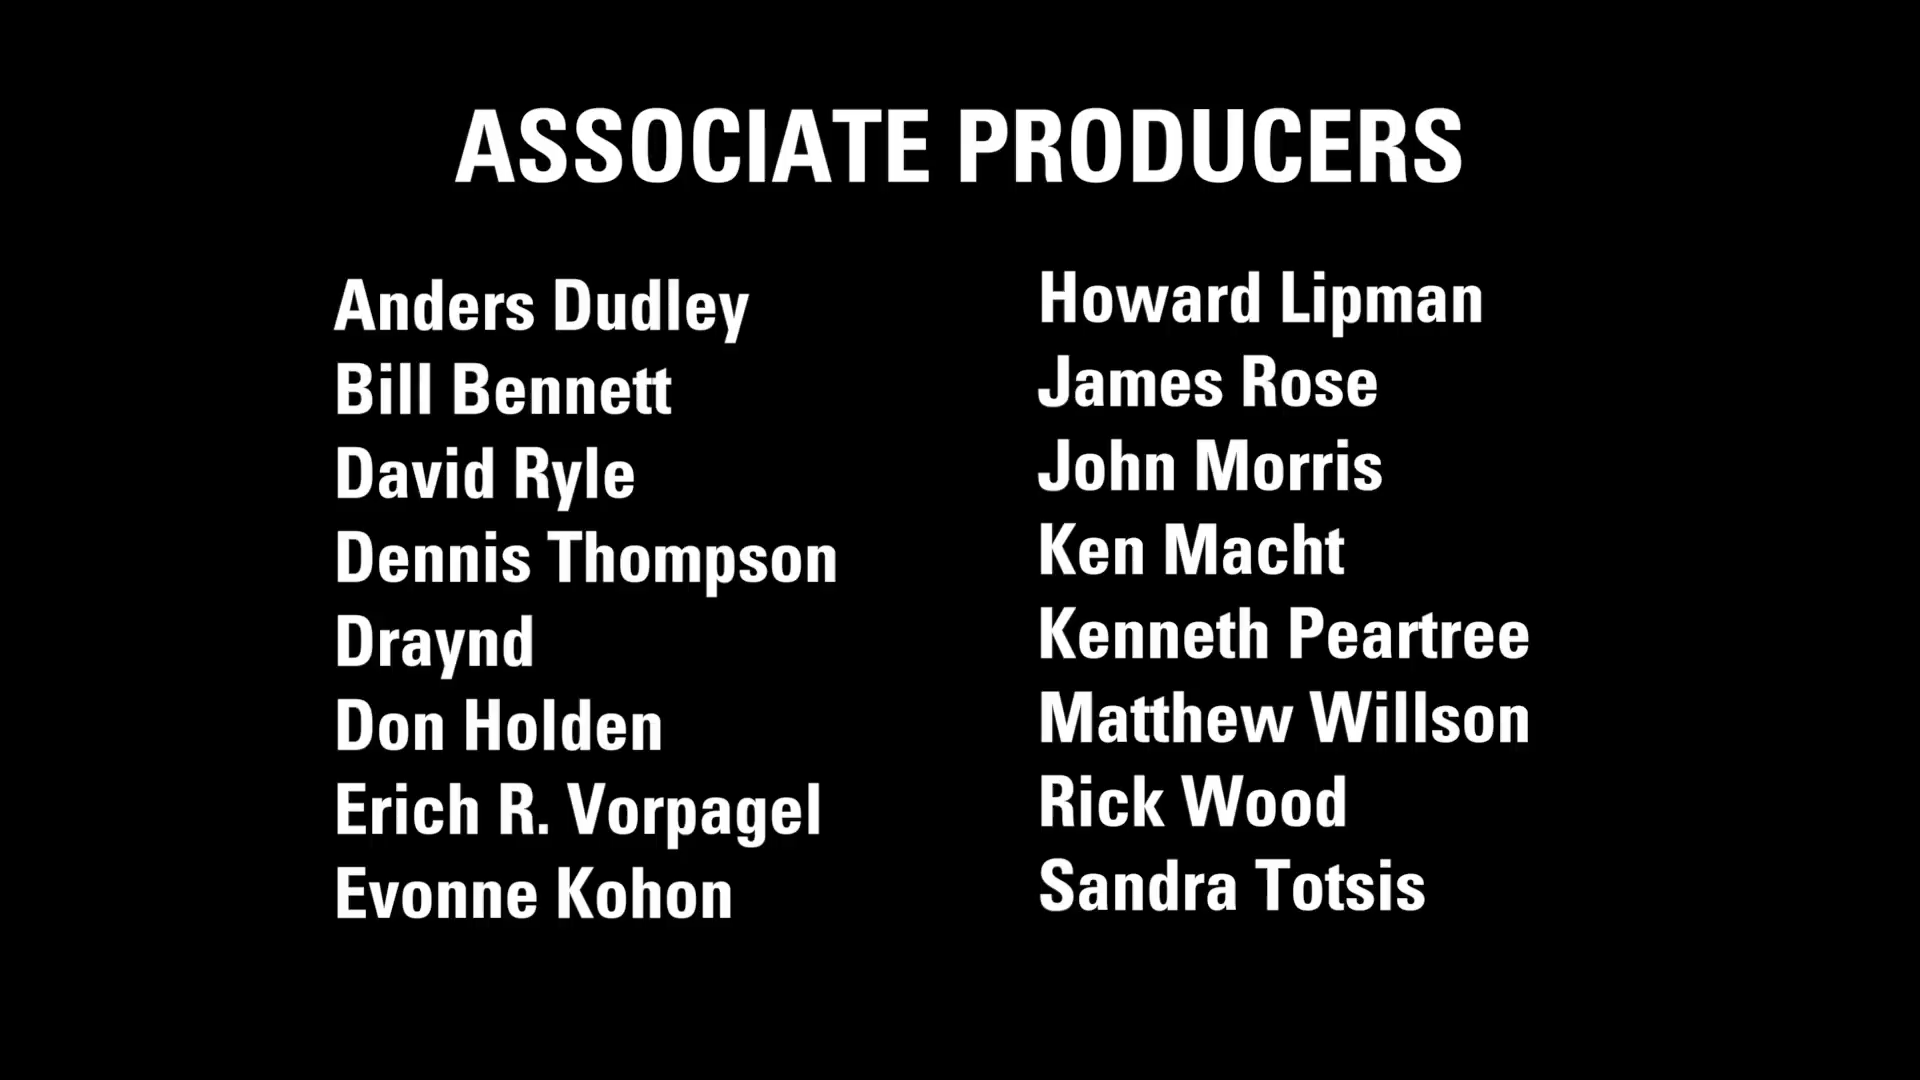 ASSOCIATE PRODUCERS
Anders Dudley
Bill Bennett
David Ryle
Dennis Thompson
Draynd
Don Holden
Erich R. Vorpagel
Evonne Kohon
Howard Lipman
James Rose
John Morris
Ken Macht
Kenneth Peartree
Matthew Willson
Rick Wood
Sandra Totsis